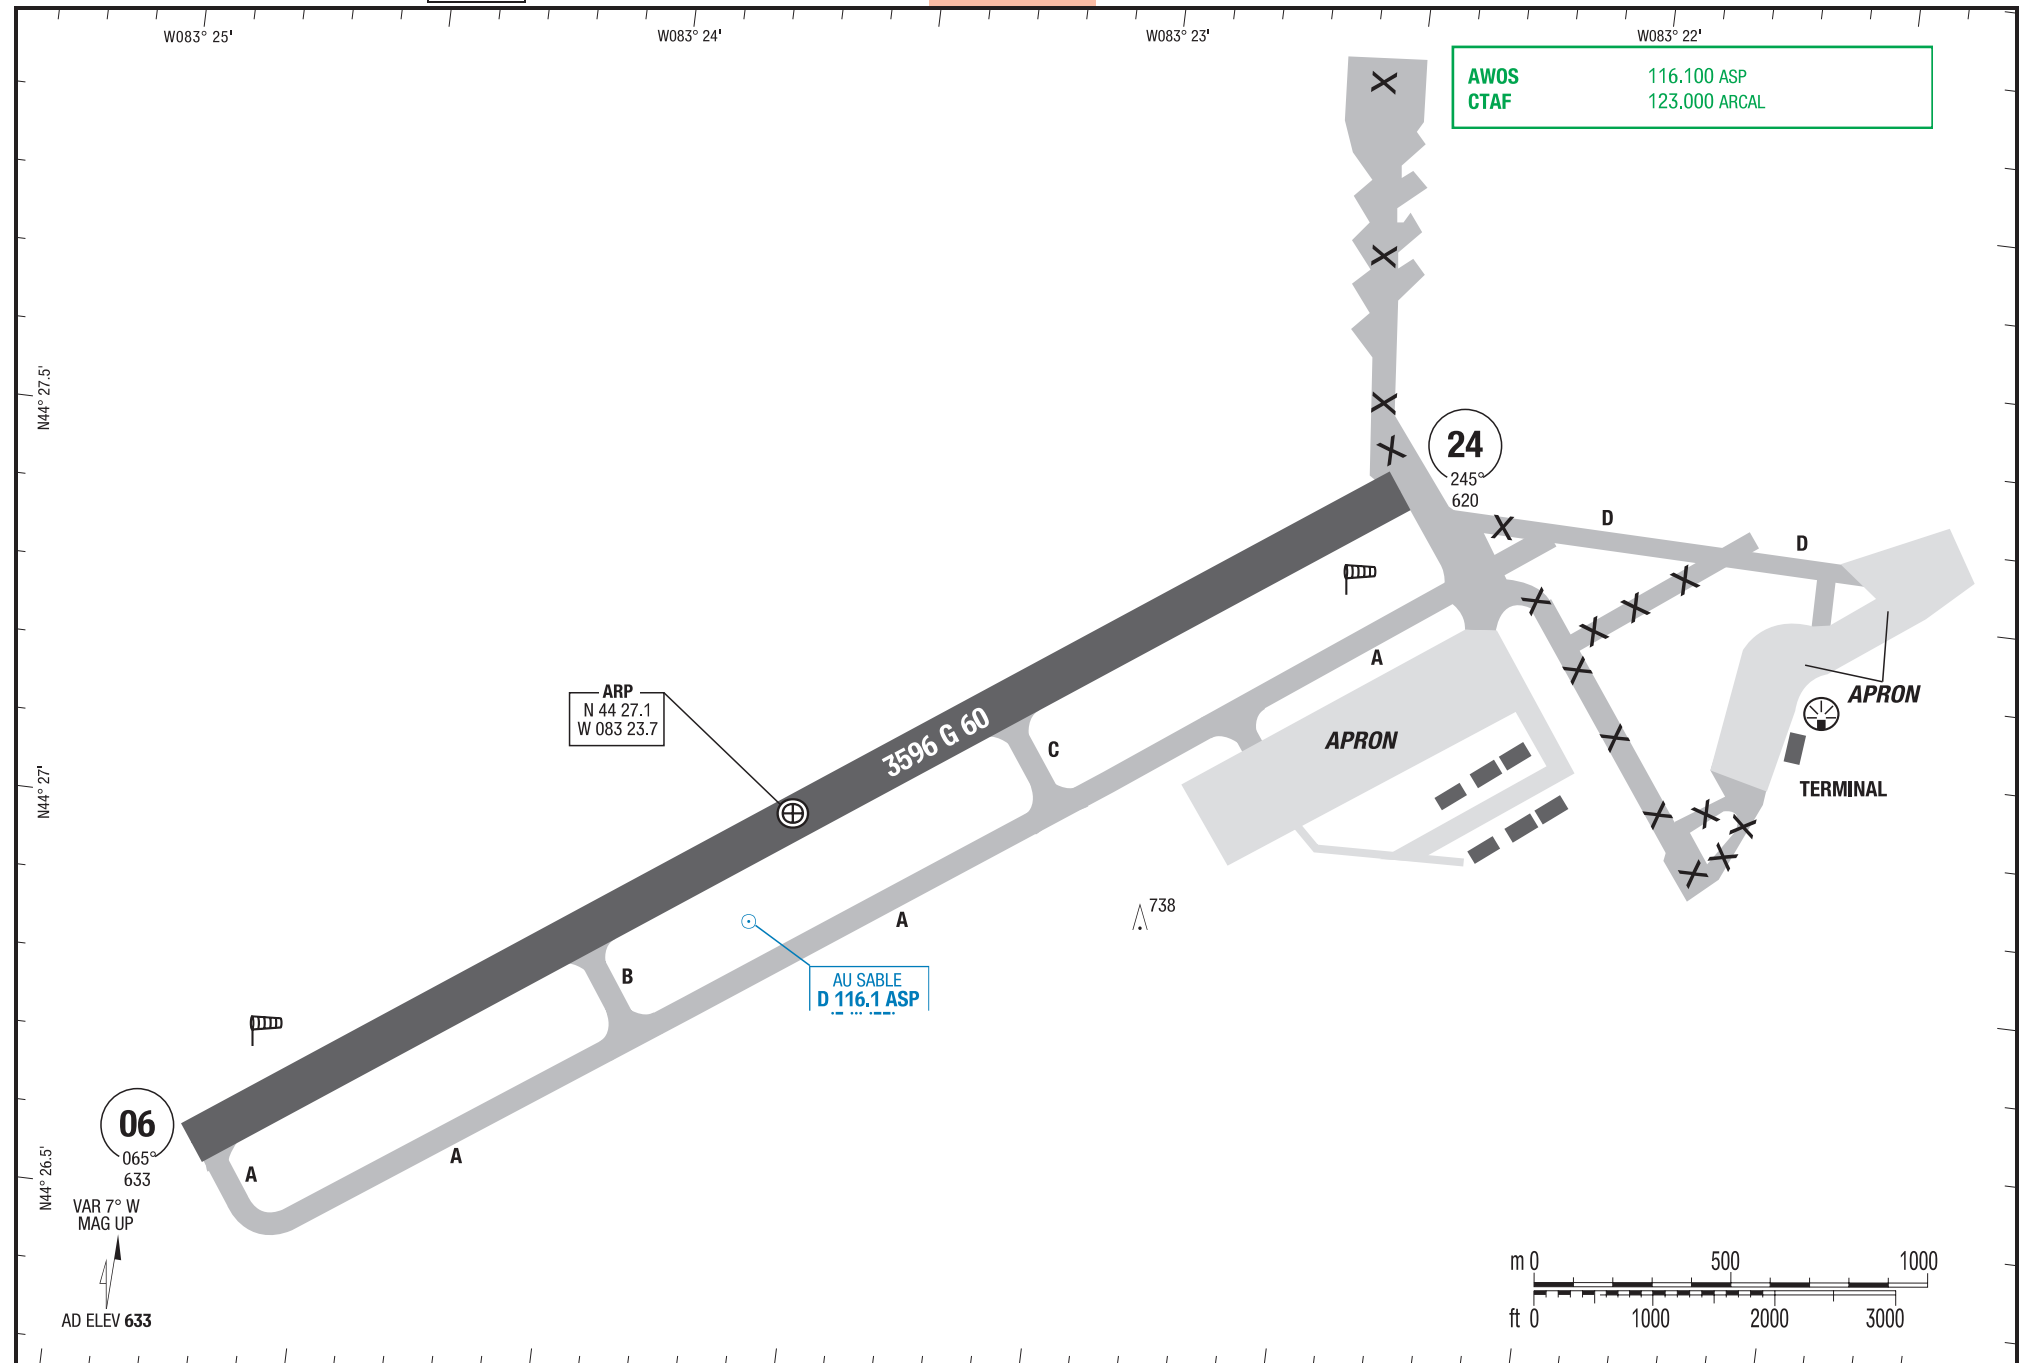 W083° 25'
W083° 24'
W083° 23'
W083° 22'
AWOS 116.100 ASP
CTAF 123.000 ARCAL
N44° 27.5'
24
245°
620
D
D
A
ARP
N 44 27.1
W 083 23.7
3596 G 60
C
APRON
APRON
TERMINAL
N44° 27'
738
A
B
AU SABLE
D 116.1 ASP
06
065°
633
A
A
N44° 26.5'
VAR 7° W
MAG UP
AD ELEV 633
m 0 500 1000
ft 0 1000 2000 3000